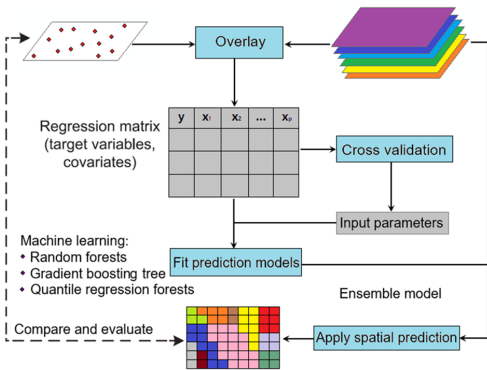 Overlay
Regression matrix
(target variables,
covariates)
y x1 x2 ... xp
Cross validation
Input parameters
Machine learning:
Random forests
Gradient boosting tree
Quantile regression forests
Fit prediction models
Ensemble model
Compare and evaluate
Apply spatial prediction